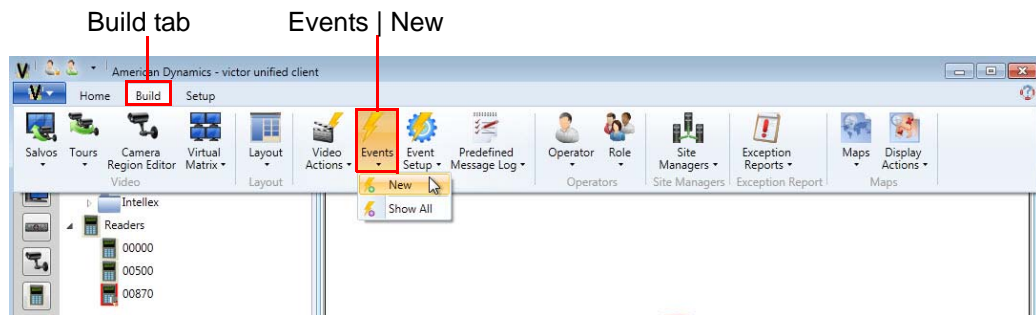 Build tab
Events | New
American Dynamics - victor unified client
Home Build Setup
Salvos Tours Camera Region Editor Virtual Matrix Layout Video Actions Events Event Setup Predefined Message Log Operator Role Site Managers Exception Reports Maps Display Actions
Video Layout Operators Site Managers Exception Report Maps
New
Show All
Intellex
Readers
00000
00500
00870